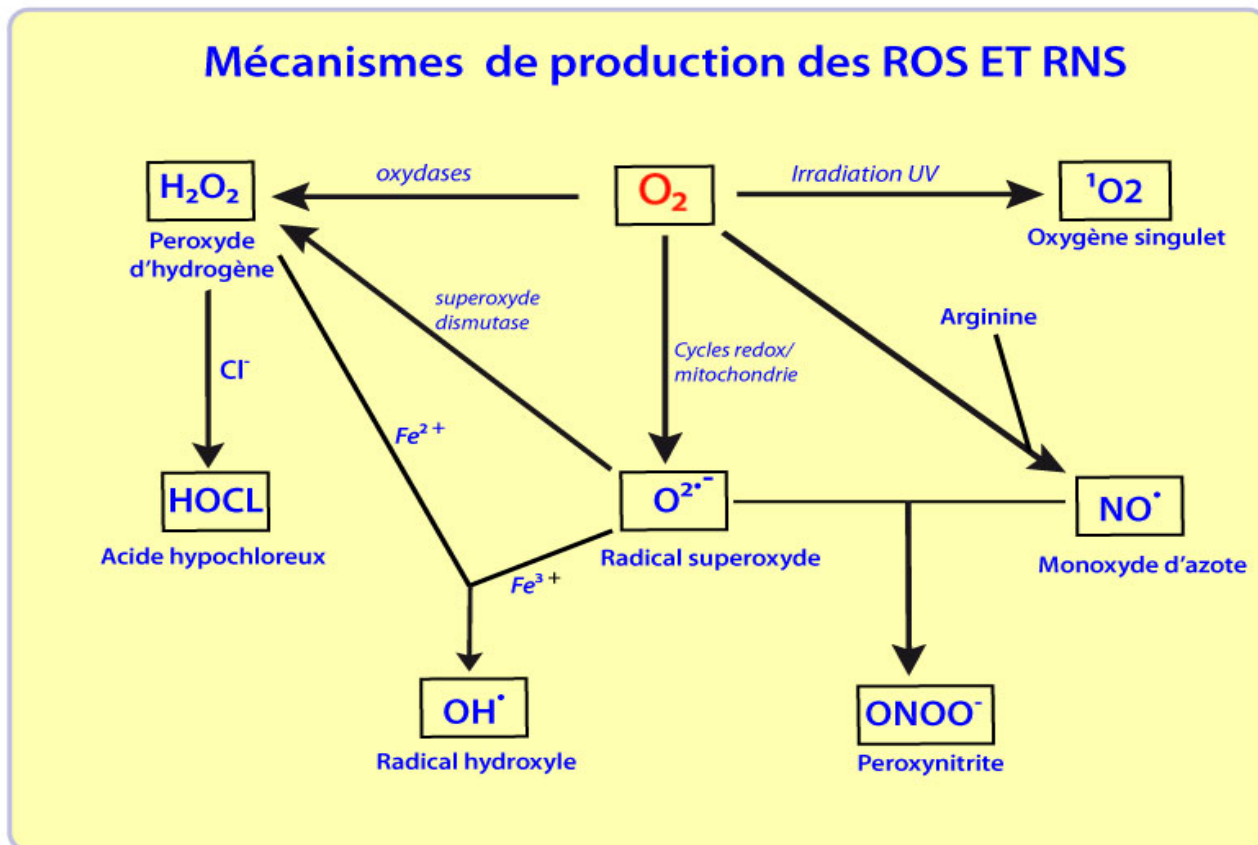 Mécanismes de production des ROS ET RNS
H₂O₂
oxydases
O₂
Irradiation UV
¹O2
Peroxyde
d'hydrogène
Oxygène singulet
superoxyde
dismutase
Arginine
Cycles redox/
mitochondrie
Cl⁻
Fe²⁺
HOCL
O²·⁻
NO·
Acide hypochloreux
Radical superoxyde
Monoxyde d'azote
Fe³⁺
OH·
ONOO⁻
Radical hydroxyle
Peroxynitrite